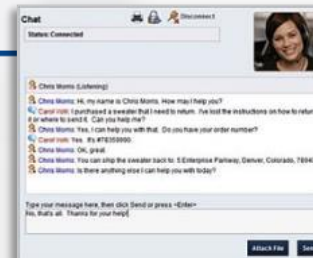 Chat
Disconnect
Status: Connected
Chris Morris (Listening)
Chris Morris: Hi, my name is Chris Morris. How may I help you?
Carol Voth: I purchased a sweater that I need to return. I've lost the instructions on how to return
it or where to send it. Can you help me?
Chris Morris: Yes, I can help you with that. Do you have your order number?
Carol Voth: Yes. It's #78350990.
Chris Morris: OK, great.
Chris Morris: You can ship the sweater back to: 5 Enterprise Parkway, Denver, Colorado,
Chris Morris: Is there anything else I can help you with today?
Type your message here, then click Send or press <Enter>
No, that's all. Thanks for your help!
Attach File